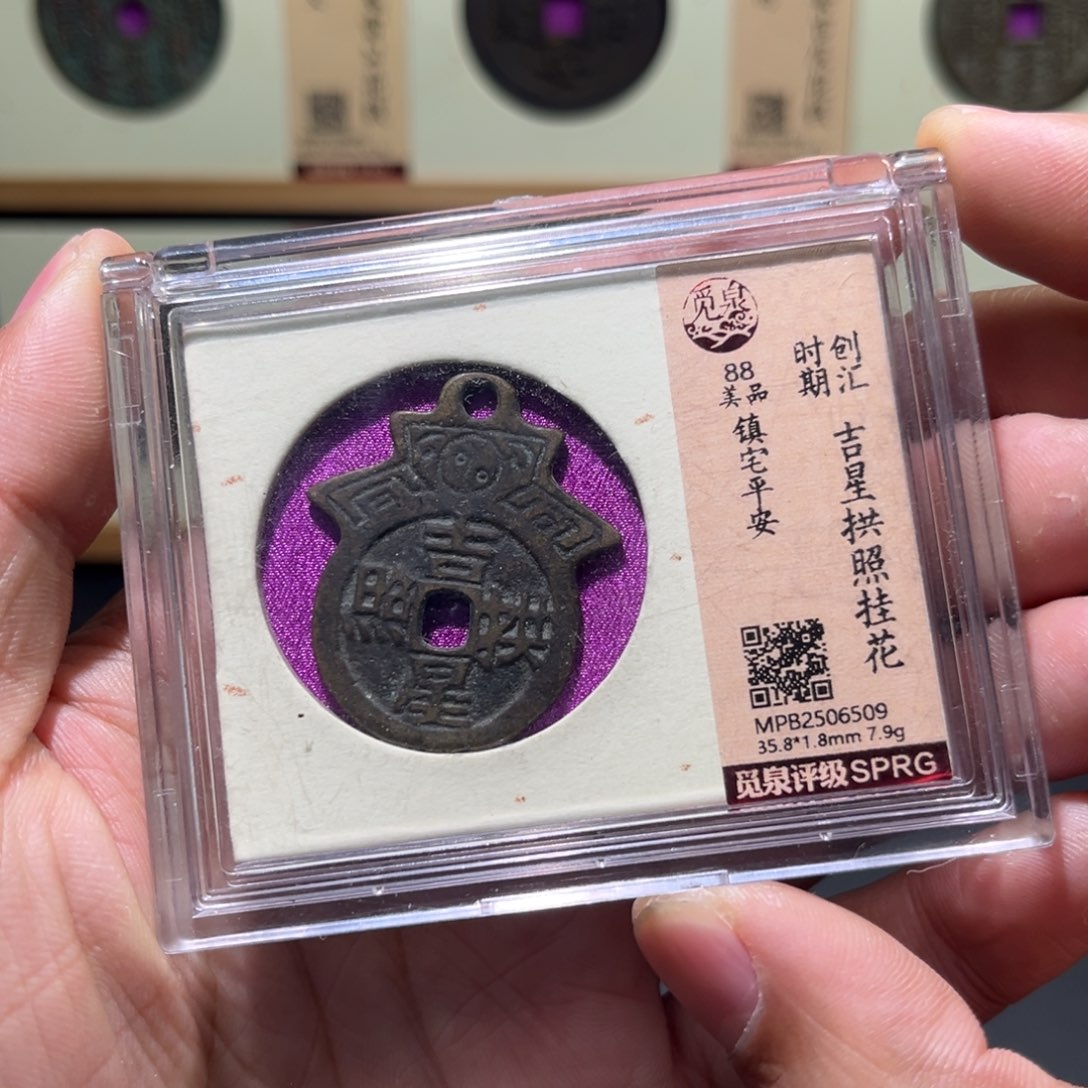 吉
星
拱
照
觅泉
创汇
时期
吉星拱照挂花
88
美品
镇宅平安
MPB2506509
35.8*1.8mm 7.9g
觅泉评级SPRG